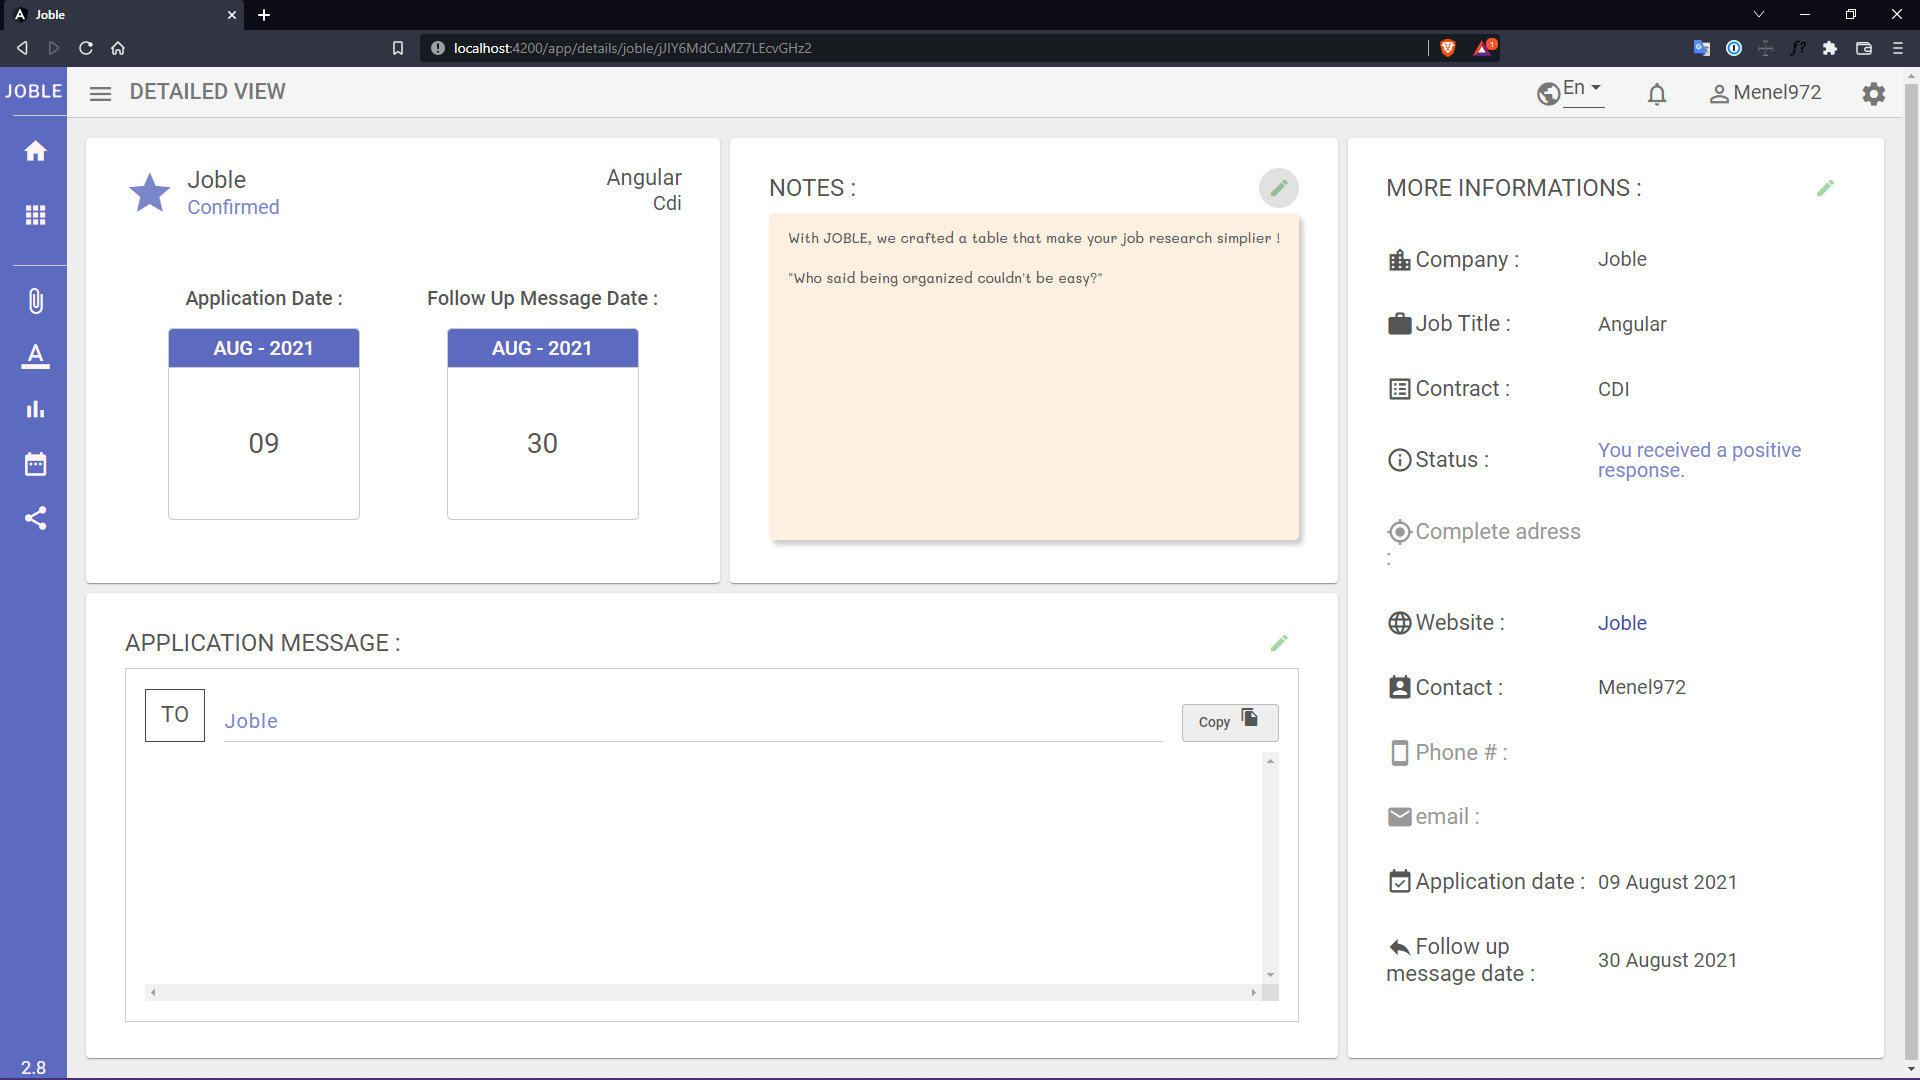 Joble
localhost:4200/app/details/joble/jJIY6MdCuMZ7LEcvGHz2
1
f?
JOBLE
DETAILED VIEW
En
Menel972
Joble
Confirmed
Angular
Cdi
Application Date :
AUG - 2021
09
Follow Up Message Date :
AUG - 2021
30
NOTES :
With JOBLE, we crafted a table that make your job research simplier !
"Who said being organized couldn't be easy?"
APPLICATION MESSAGE :
TO
Joble
Copy
MORE INFORMATIONS :
Company :
Joble
Job Title :
Angular
Contract :
CDI
Status :
You received a positive
response.
Complete adress
:
Website :
Joble
Contact :
Menel972
Phone # :
email :
Application date :
09 August 2021
Follow up
message date :
30 August 2021
A
2.8